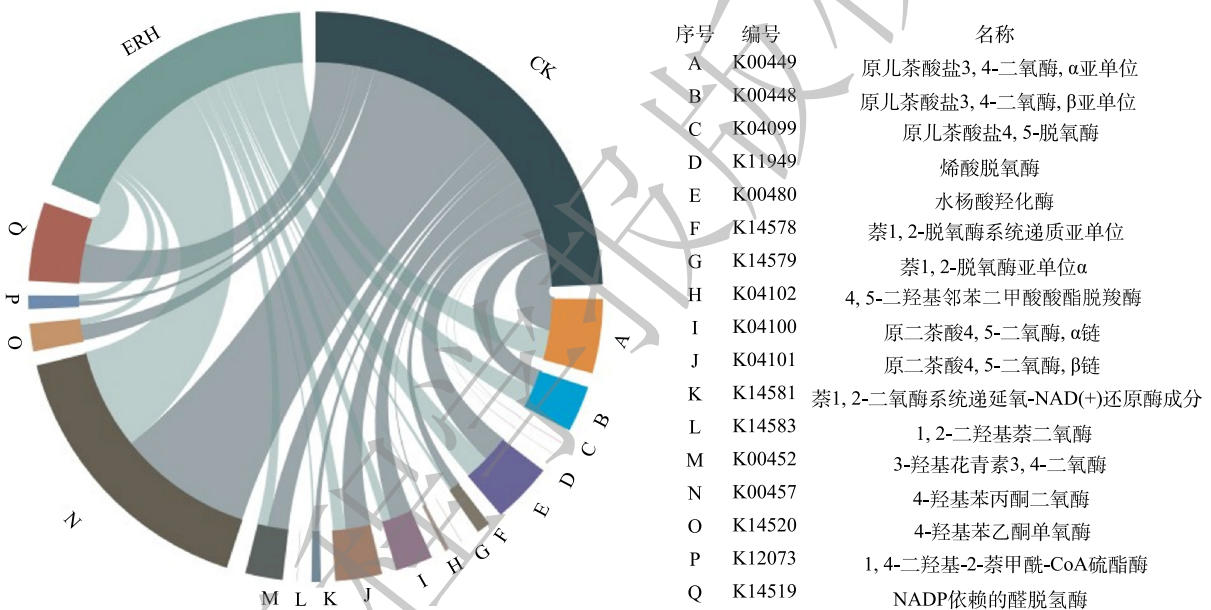 ERH
CK
Q
P
O
N
M
L
K
J
I
H
G
F
E
D
C
B
A
序号 编号 名称
A K00449 原儿茶酸盐3, 4-二氧酶, α亚单位
B K00448 原儿茶酸盐3, 4-二氧酶, β亚单位
C K04099 原儿茶酸盐4, 5-脱氧酶
D K11949 烯酸脱氧酶
E K00480 水杨酸羟化酶
F K14578 萘1, 2-脱氧酶系统递质亚单位
G K14579 萘1, 2-脱氧酶亚单位α
H K04102 4, 5-二羟基邻苯二甲酸酸酯脱羧酶
I K04100 原二茶酸4, 5-二氧酶, α链
J K04101 原二茶酸4, 5-二氧酶, β链
K K14581 萘1, 2-二氧酶系统递延氧-NAD(+)还原酶成分
L K14583 1, 2-二羟基萘二氧酶
M K00452 3-羟基花青素3, 4-二氧酶
N K00457 4-羟基苯丙酮二氧酶
O K14520 4-羟基苯乙酮单氧酶
P K12073 1, 4-二羟基-2-萘甲酰-CoA硫酯酶
Q K14519 NADP依赖的醛脱氢酶
程学报版权